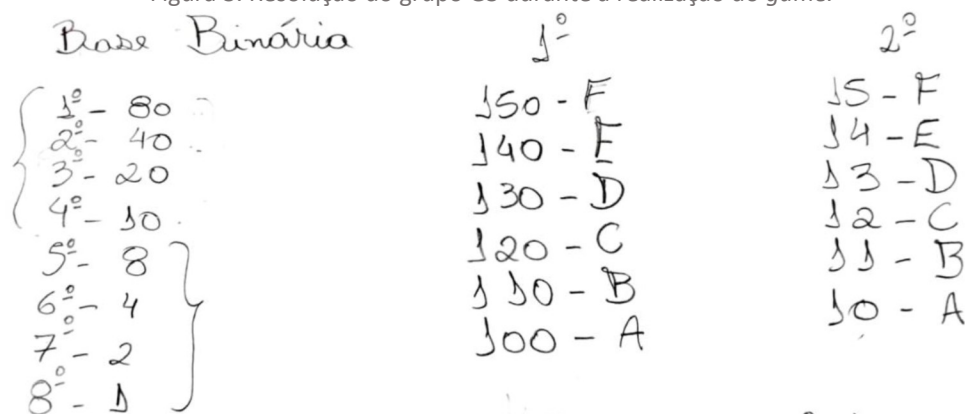 Figura 3: Resolução do grupo G3 durante a realização do game.
Base Binária
1º - 80
2º - 40
3º - 20
4º - 10
5º - 8
6º - 4
7º - 2
8º - 1
1º
150 - F
140 - E
130 - D
120 - C
110 - B
100 - A
2º
15 - F
14 - E
13 - D
12 - C
11 - B
10 - A